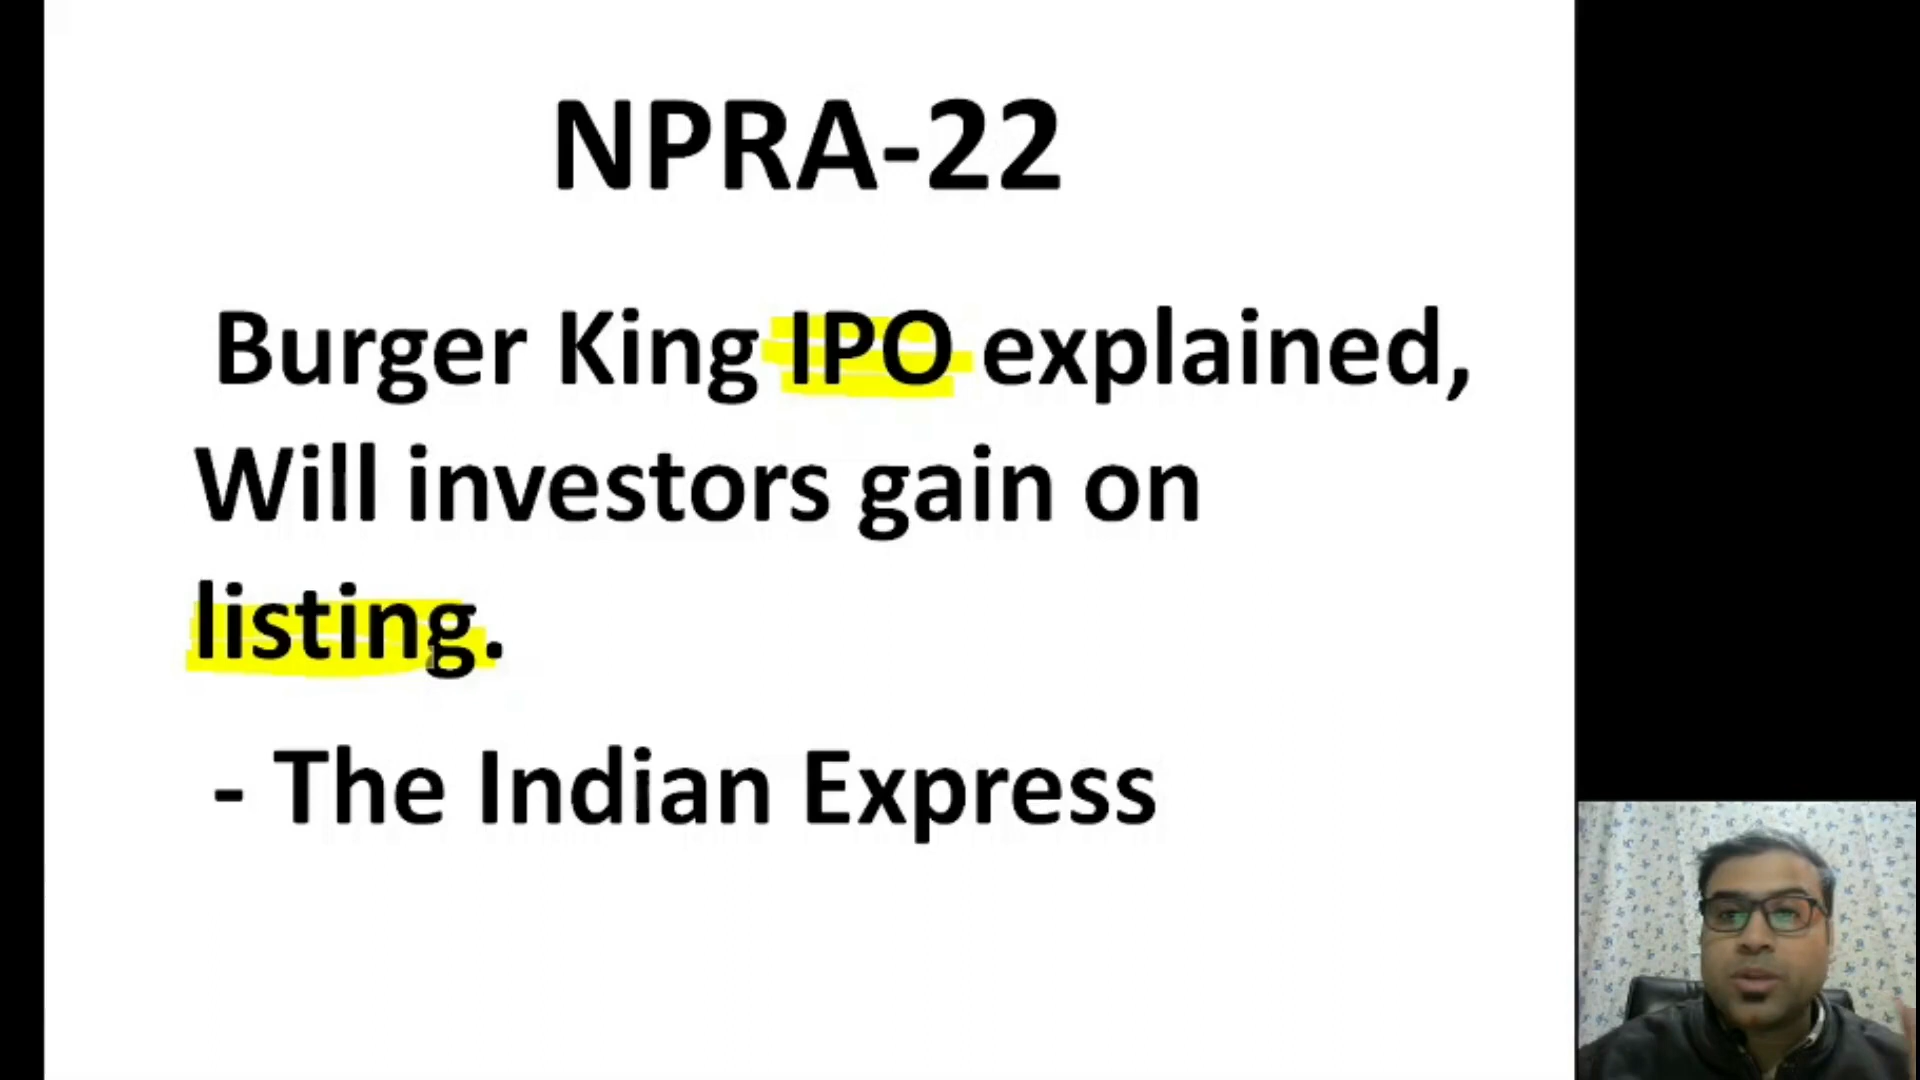 NPRA-22
Burger King IPO explained,
Will investors gain on
listing.
- The Indian Express